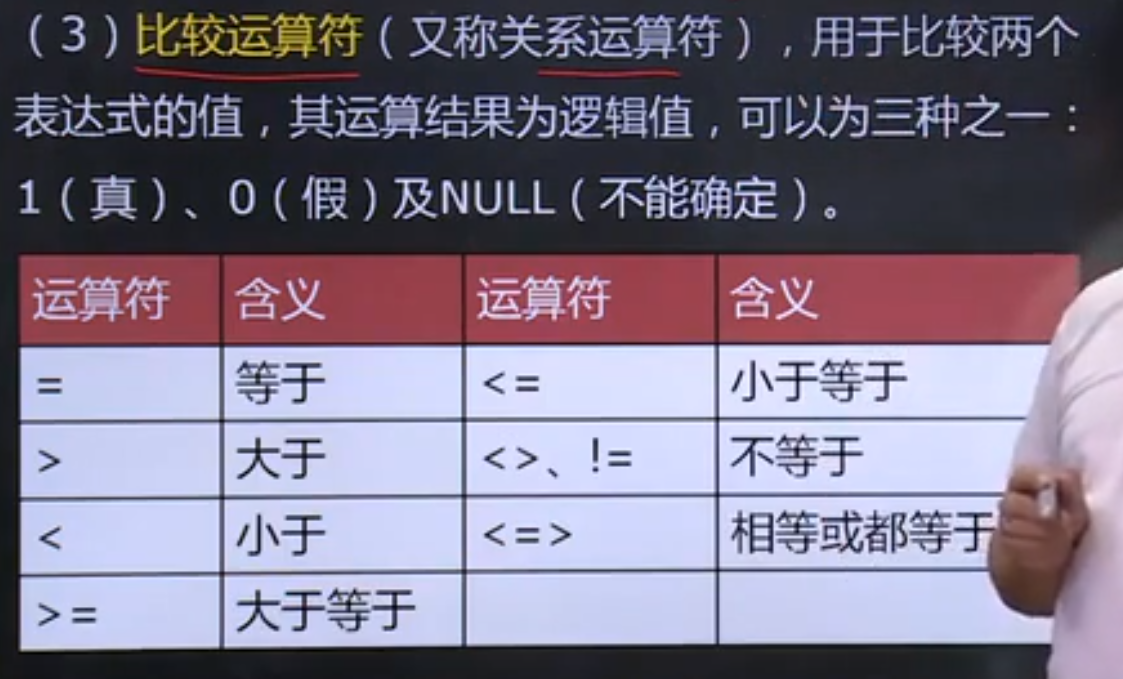 （3）比较运算符（又称关系运算符），用于比较两个
表达式的值，其运算结果为逻辑值，可以为三种之一：
1（真）、0（假）及NULL（不能确定）。
运算符 含义 运算符 含义
= 等于 <= 小于等于
> 大于 <>、!= 不等于
< 小于 <=> 相等或都等于
>= 大于等于